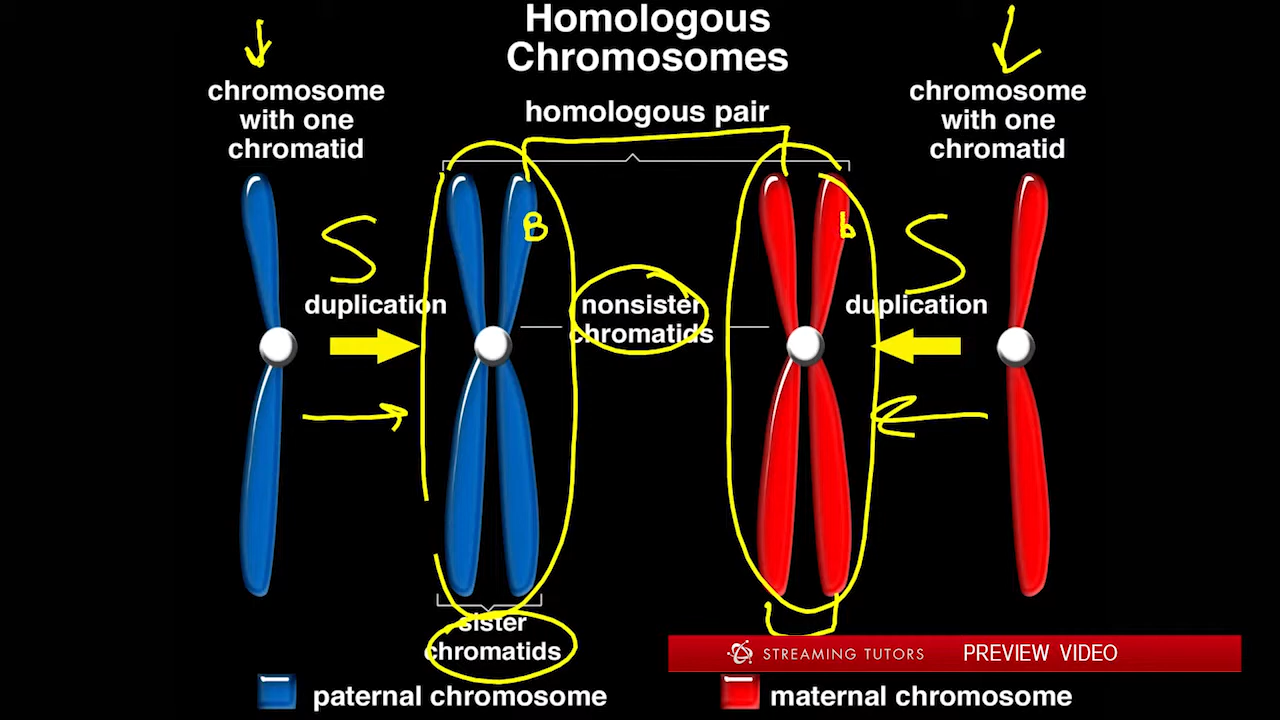 Homologous
Chromosomes
chromosome
with one
chromatid
homologous pair
chromosome
with one
chromatid
B
b
S
S
duplication
nonsister
chromatids
duplication
sister
chromatids
STREAMING TUTORS PREVIEW VIDEO
paternal chromosome
maternal chromosome